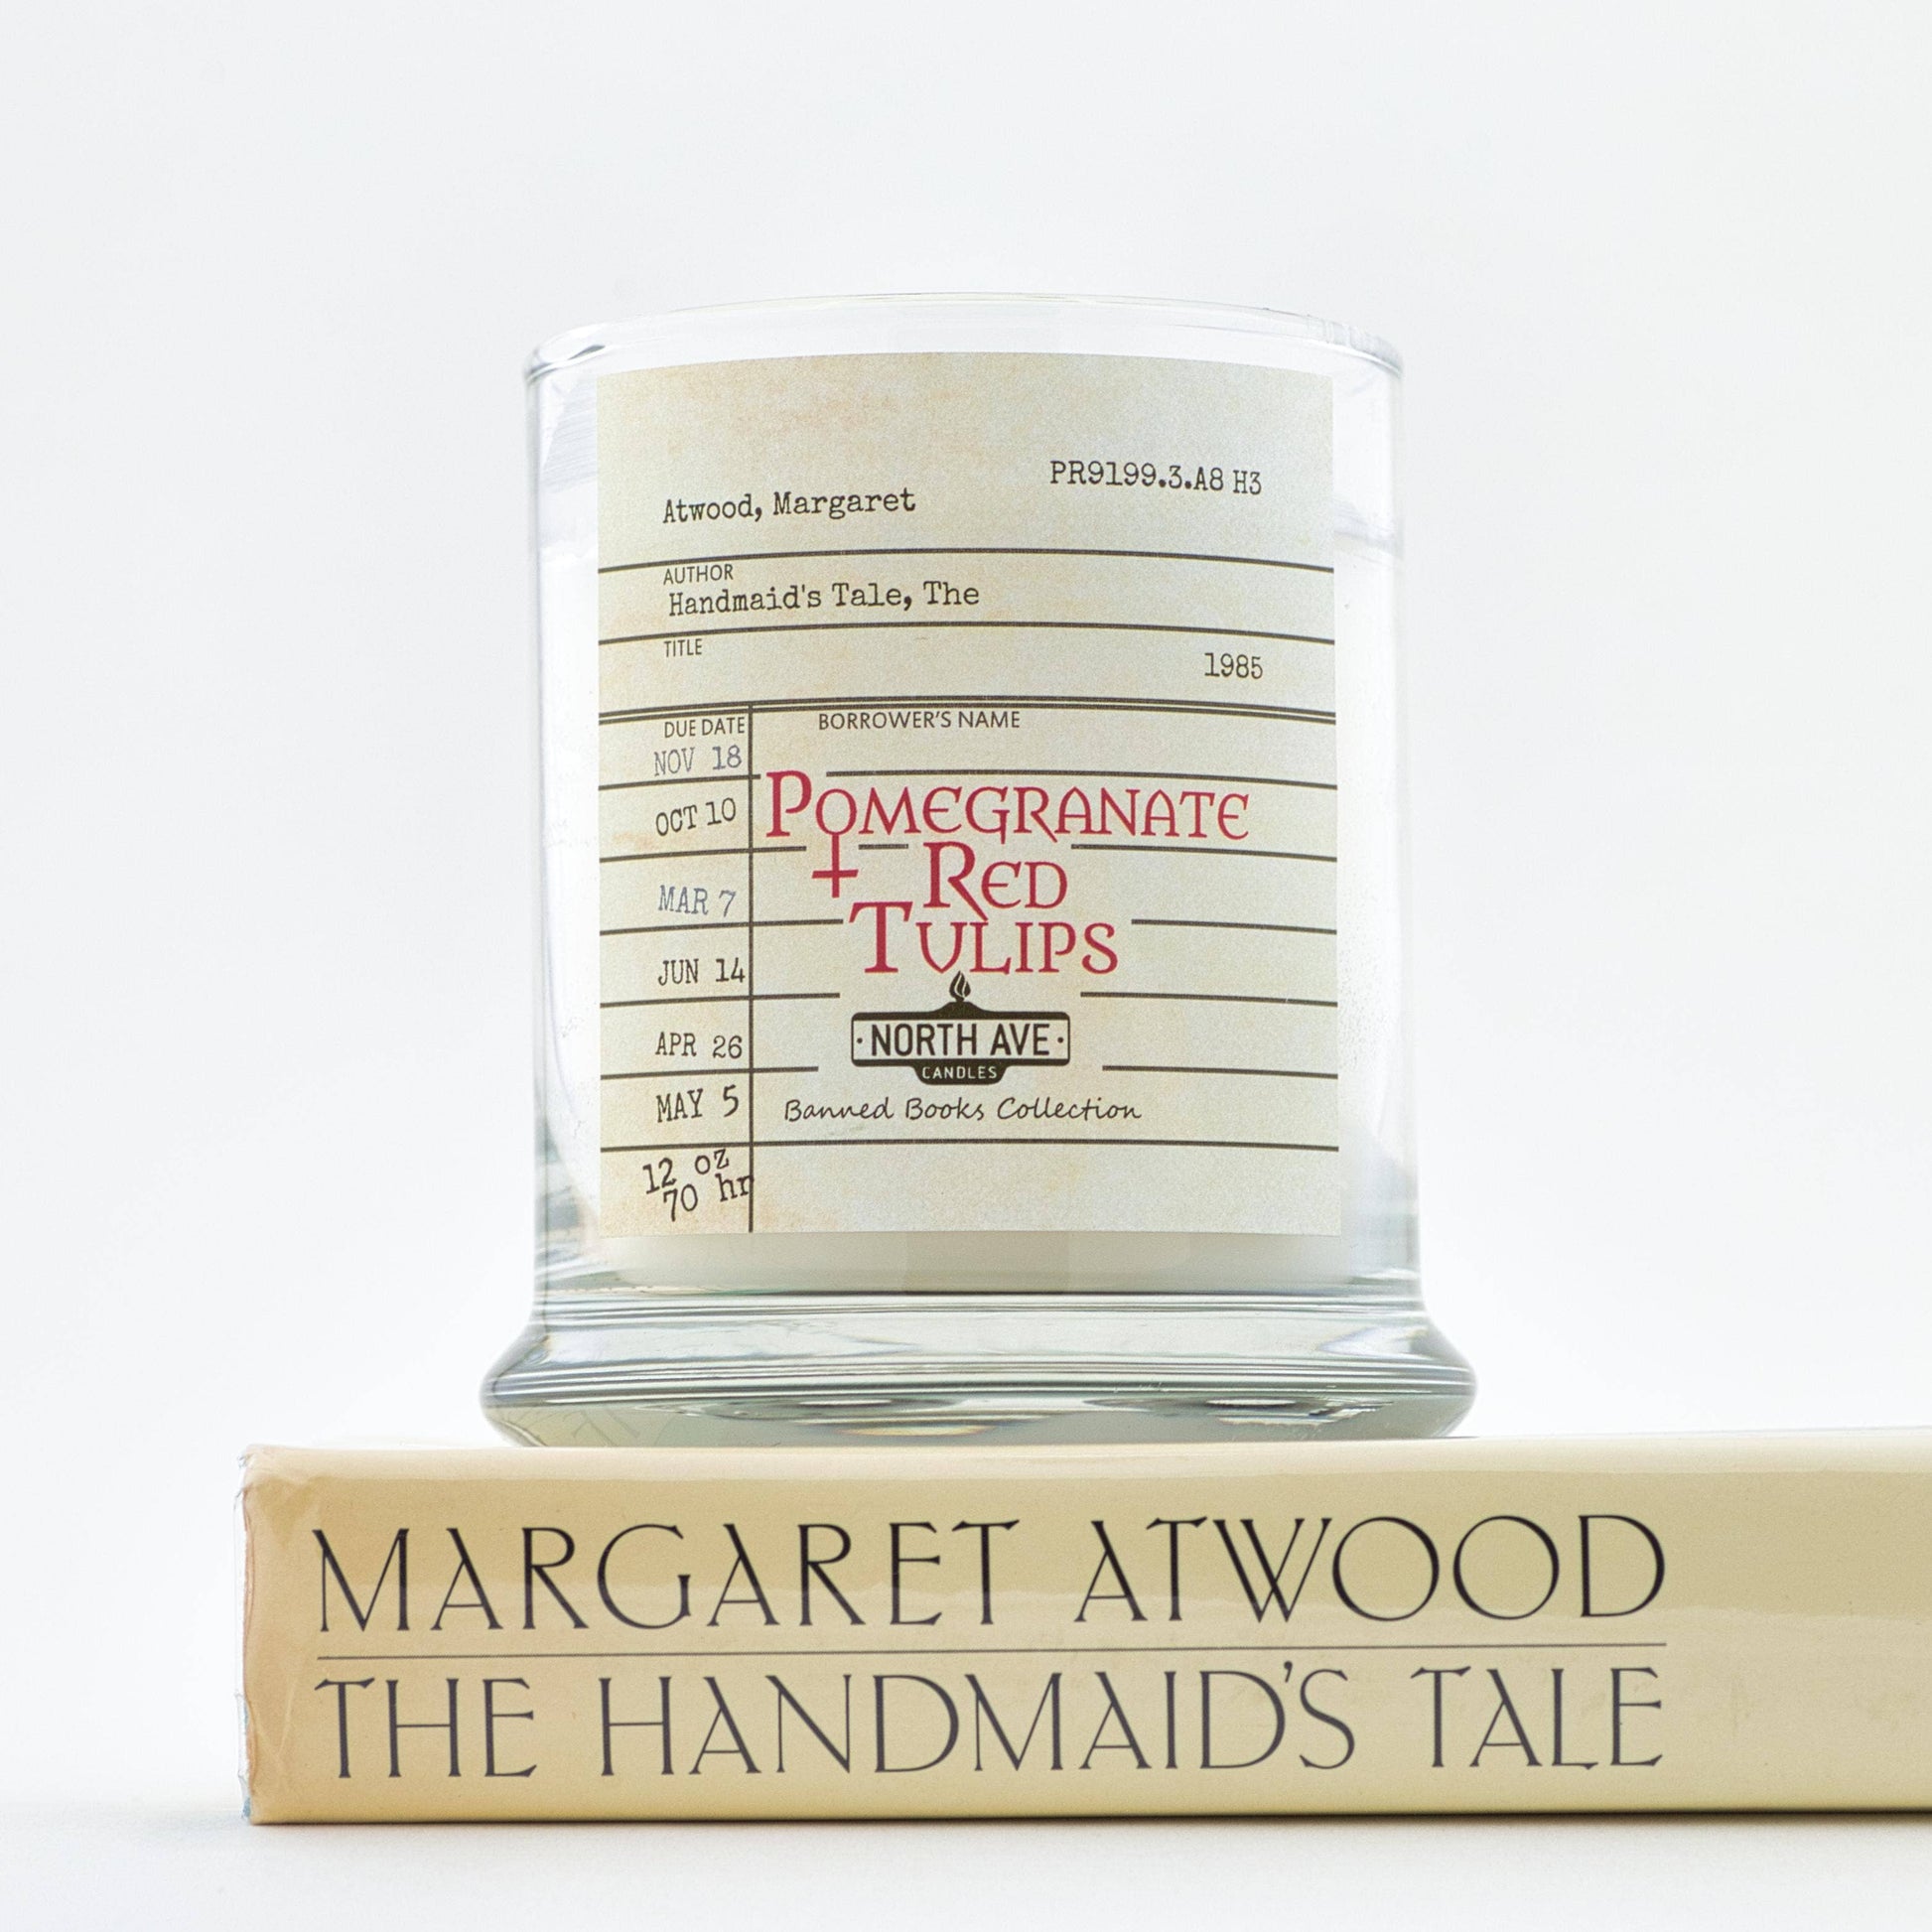 PR9199.3.A8 H3
Atwood, Margaret
AUTHOR
Handmaid's Tale, The
TITLE
1985
DUE DATE BORROWER'S NAME
NOV 18
OCT 10
POMEGRANATE
+ RED
MAR 7
TULIPS
JUN 14
NORTH AVE
CANDLES
APR 26
MAY 5 Banned Books Collection
12 oz
70 hr
MARGARET ATWOOD
THE HANDMAID'S TALE